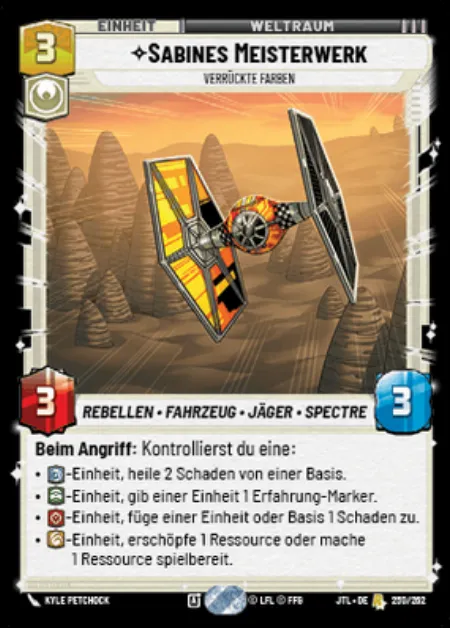 EINHEIT
WELTRAUM
3
✧SABINES MEISTERWERK
VERRÜCKTE FARBEN
3
REBELLEN • FAHRZEUG • JÄGER • SPECTRE
3
Beim Angriff: Kontrollierst du eine:
• -Einheit, heile 2 Schaden von einer Basis.
• -Einheit, gib einer Einheit 1 Erfahrung-Marker.
• -Einheit, füge einer Einheit oder Basis 1 Schaden zu.
• -Einheit, erschöpfe 1 Ressource oder mache
1 Ressource spielbereit.
KYLE PETCHOCK
© LFL © FFG
JTL • DE